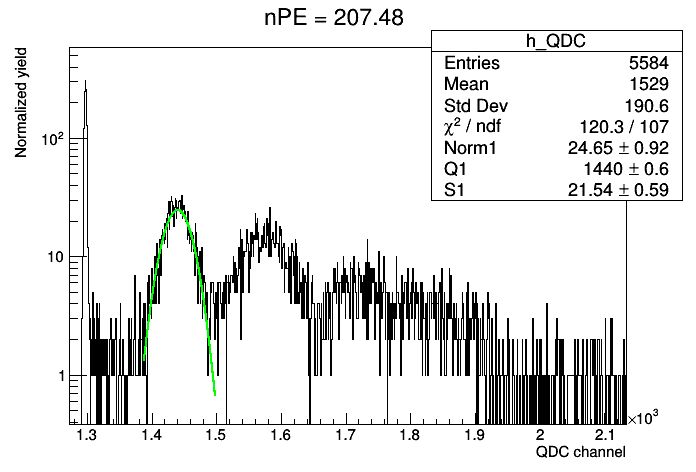 nPE = 207.48
h_QDC
Entries 5584
Mean 1529
Std Dev 190.6
χ² / ndf 120.3 / 107
Norm1 24.65 ± 0.92
Q1 1440 ± 0.6
S1 21.54 ± 0.59
Normalized yield
10²
10
1
1.3 1.4 1.5 1.6 1.7 1.8 1.9 2 2.1
×10³
QDC channel